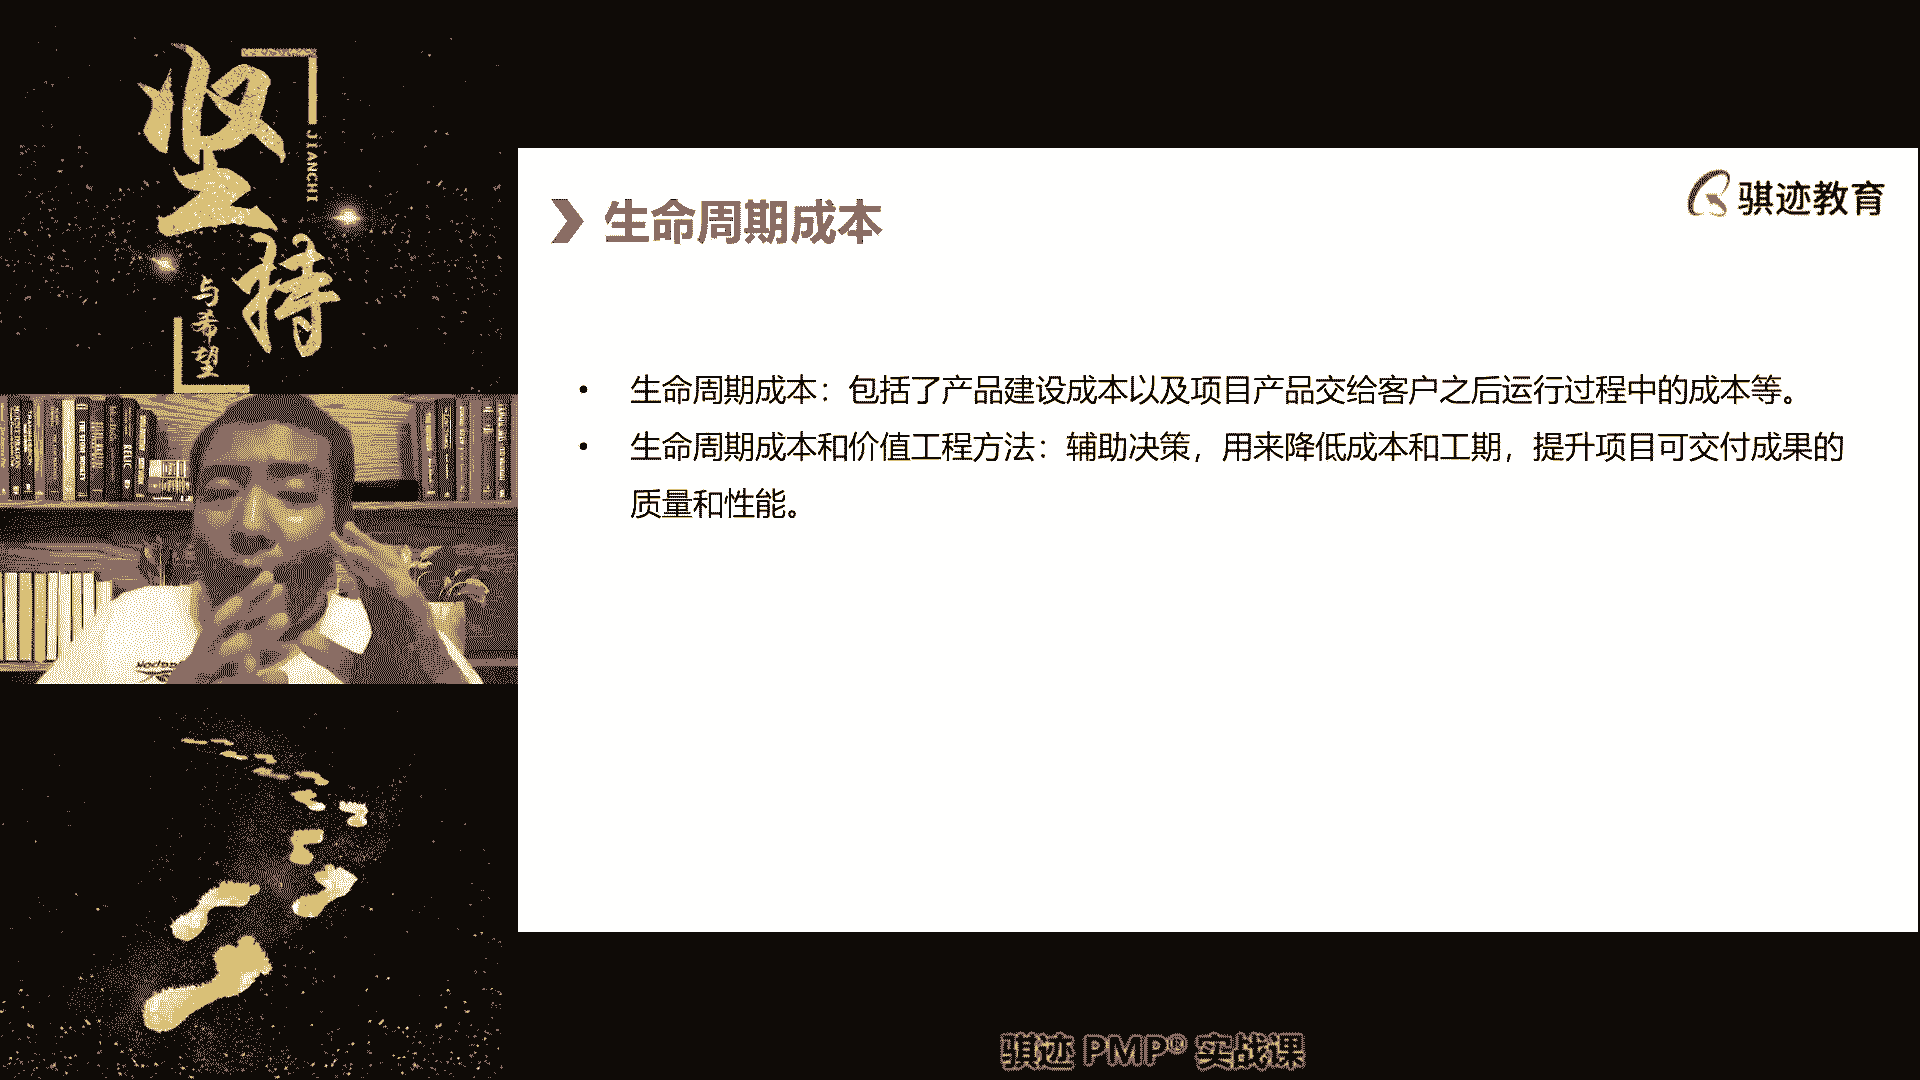 坚持
JIANCHI
与希望
骐迹教育
生命周期成本
• 生命周期成本：包括了产品建设成本以及项目产品交给客户之后运行过程中的成本等。
• 生命周期成本和价值工程方法：辅助决策，用来降低成本和工期，提升项目可交付成果的
质量和性能。
骐迹 PMP® 实战课